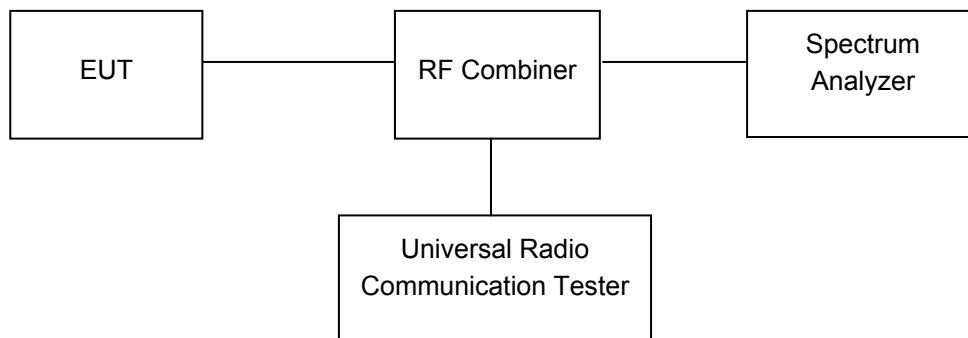 EUT
RF Combiner
Spectrum
Analyzer
Universal Radio
Communication Tester